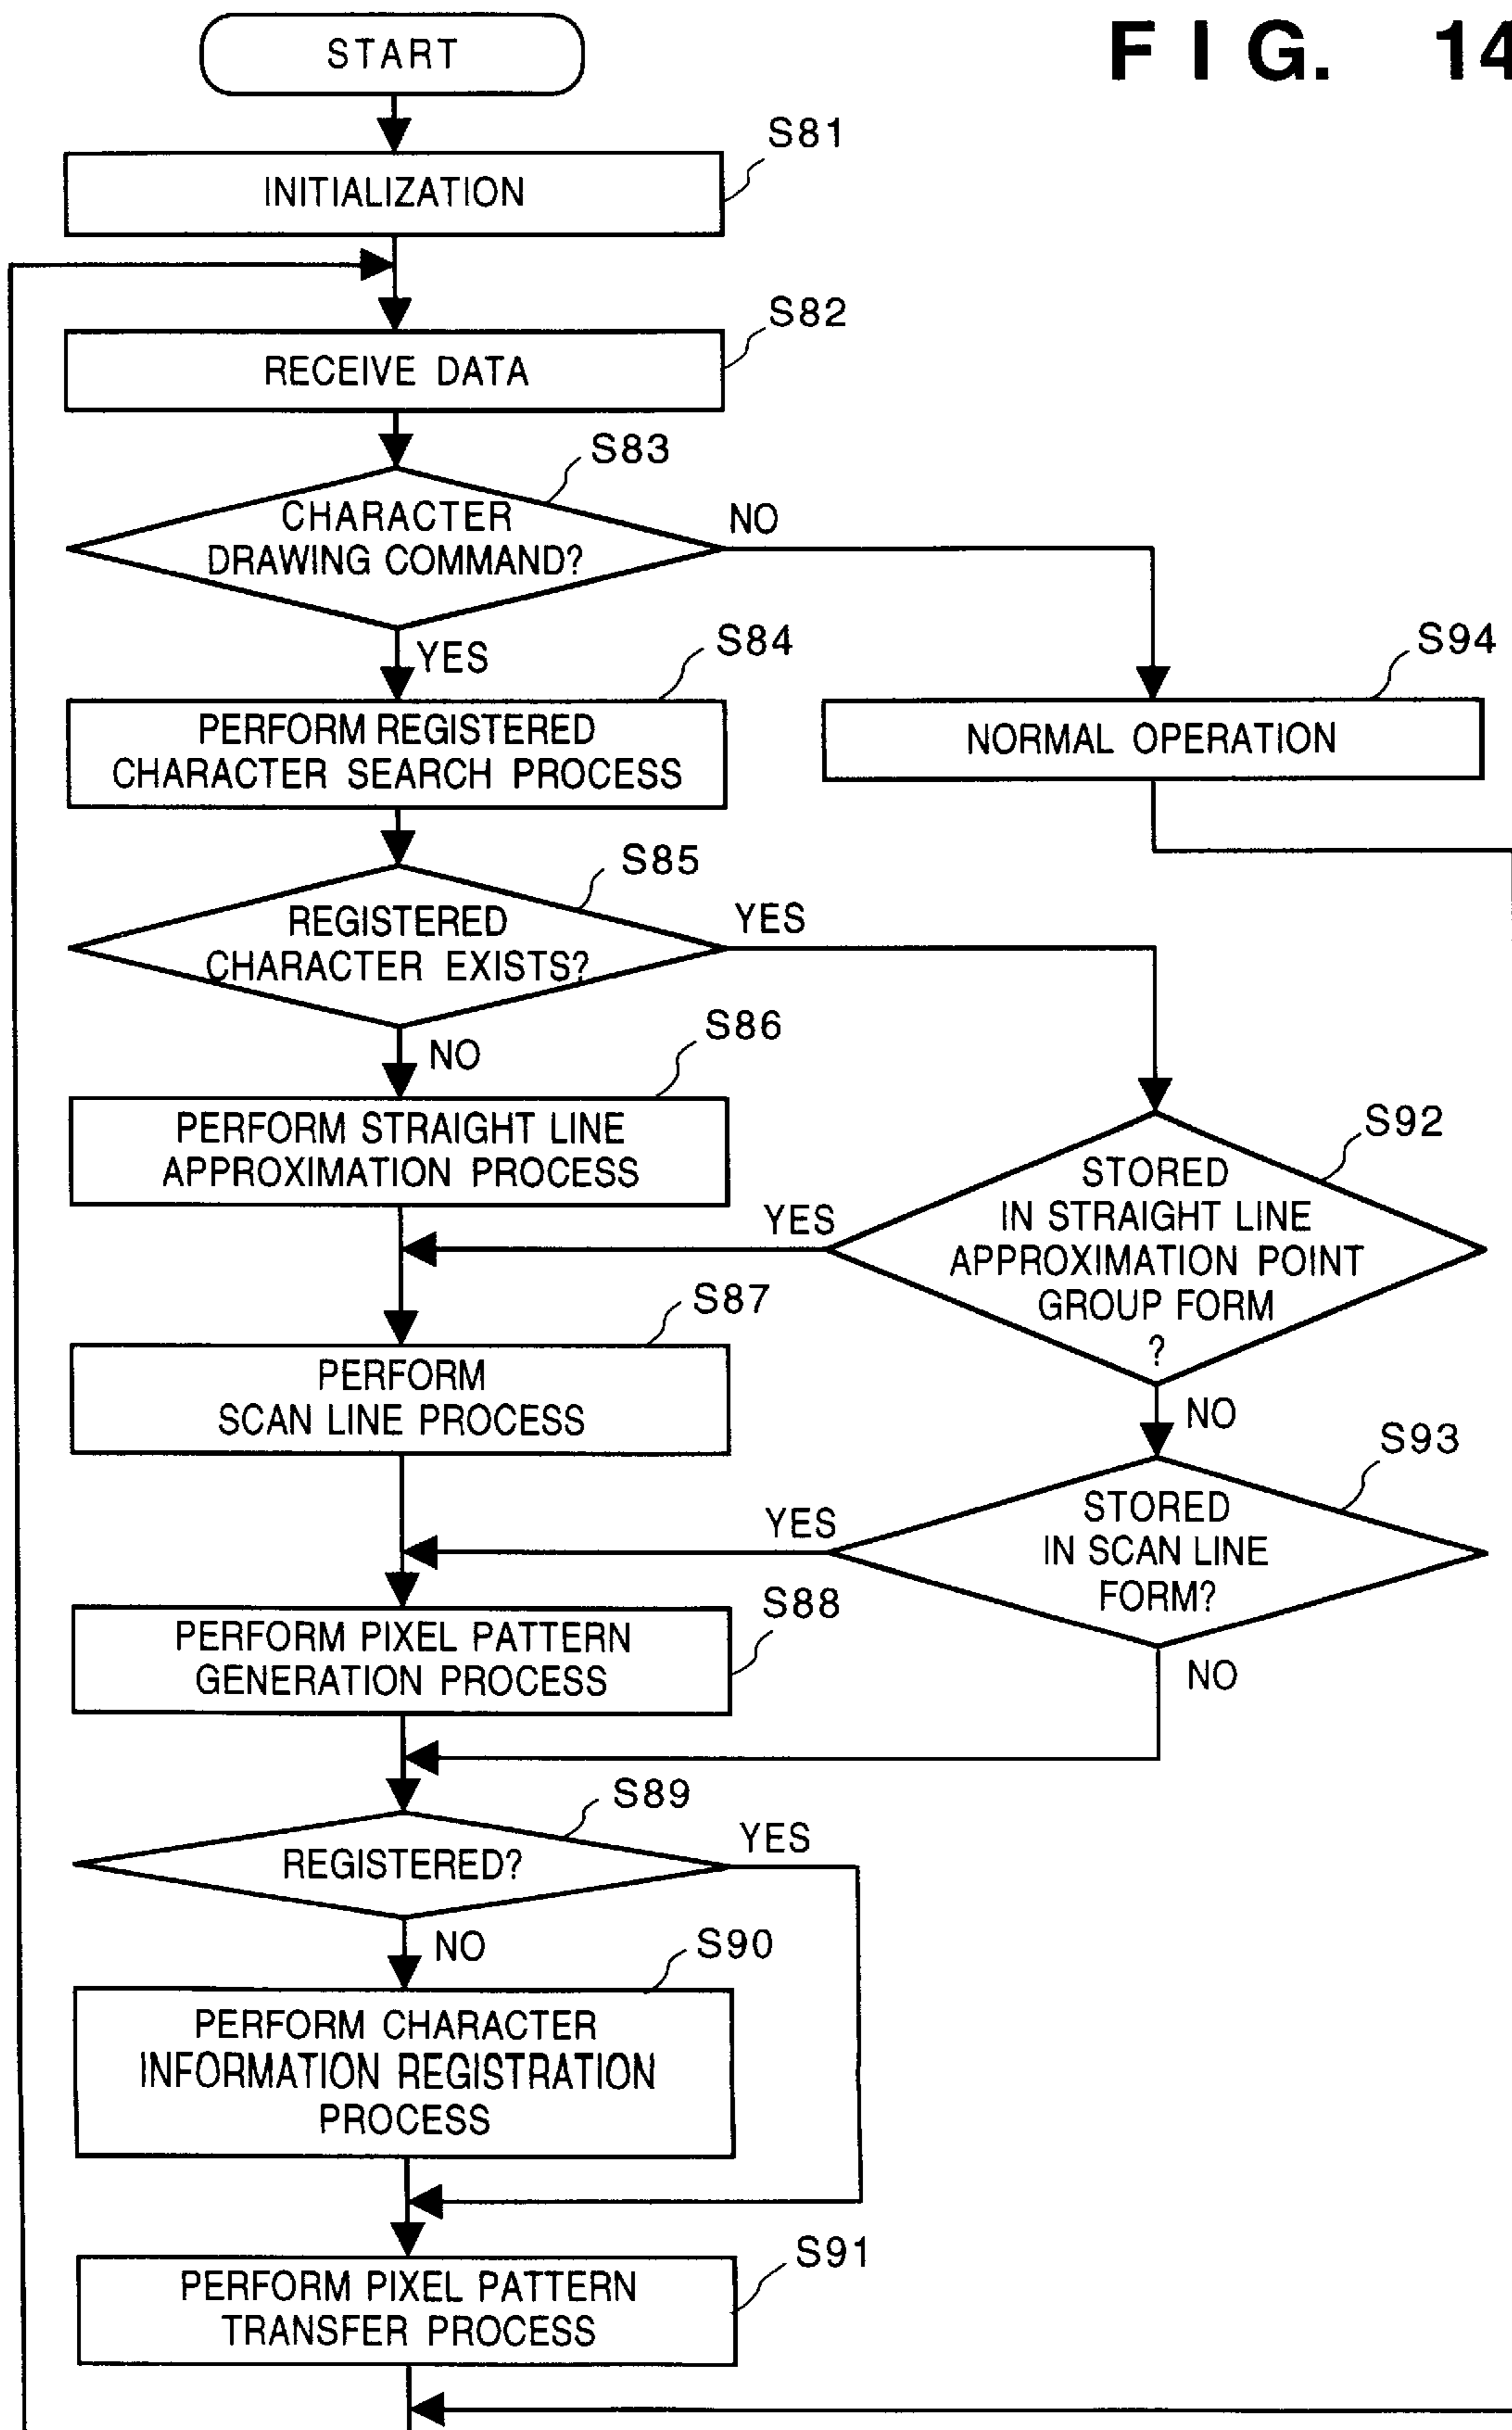 FIG. 14
START
S81
INITIALIZATION
S82
RECEIVE DATA
S83
CHARACTER
DRAWING COMMAND?
NO
YES
S84
PERFORM REGISTERED
CHARACTER SEARCH PROCESS
S94
NORMAL OPERATION
S85
REGISTERED
CHARACTER EXISTS?
YES
NO
S86
PERFORM STRAIGHT LINE
APPROXIMATION PROCESS
S92
STORED
IN STRAIGHT LINE
APPROXIMATION POINT
GROUP FORM
?
YES
NO
S87
PERFORM
SCAN LINE PROCESS
S93
STORED
IN SCAN LINE
FORM?
YES
NO
S88
PERFORM PIXEL PATTERN
GENERATION PROCESS
S89
REGISTERED?
YES
NO
S90
PERFORM CHARACTER
INFORMATION REGISTRATION
PROCESS
S91
PERFORM PIXEL PATTERN
TRANSFER PROCESS